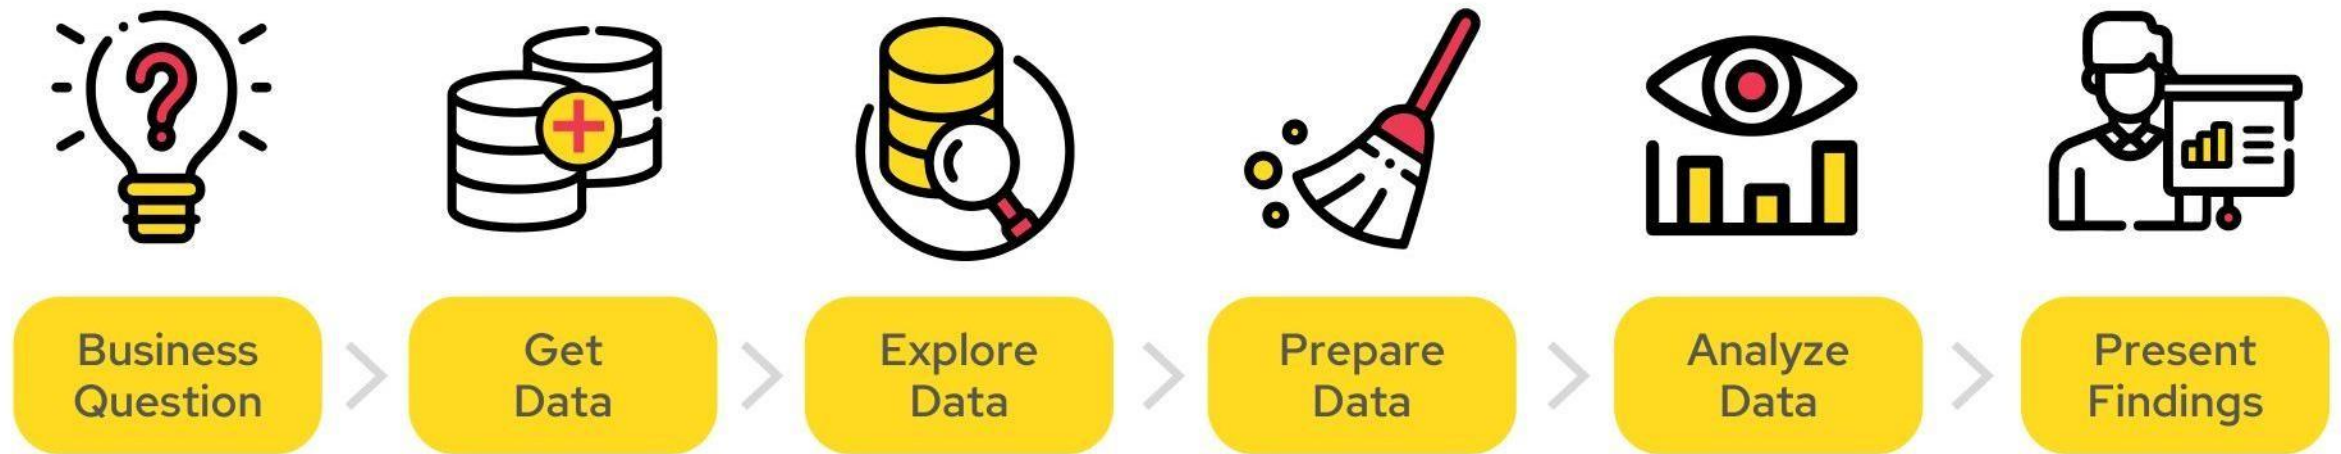 Business
Question
Get
Data
Explore
Data
Prepare
Data
Analyze
Data
Present
Findings